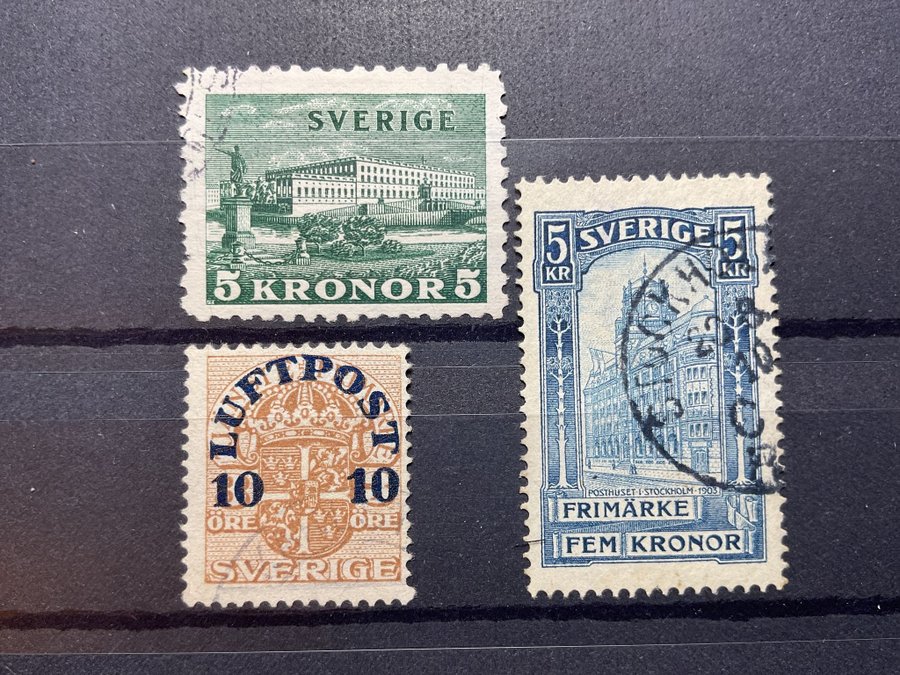 SVERIGE
5 KRONOR 5
LUFTPOST
10 10
ÖRE ÖRE
SVERIGE
5 SVERIGE 5
KR KR
POSTHUSET I STOCKHOLM·1903
FRIMÄRKE
FEM KRONOR